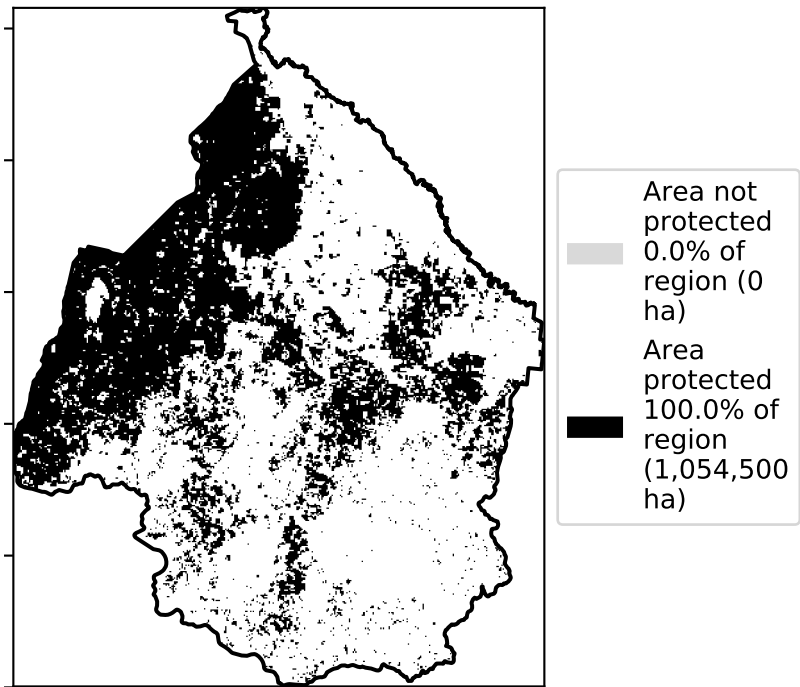 Area not
protected
0.0% of
region (0
ha)
Area
protected
100.0% of
region
(1,054,500
ha)